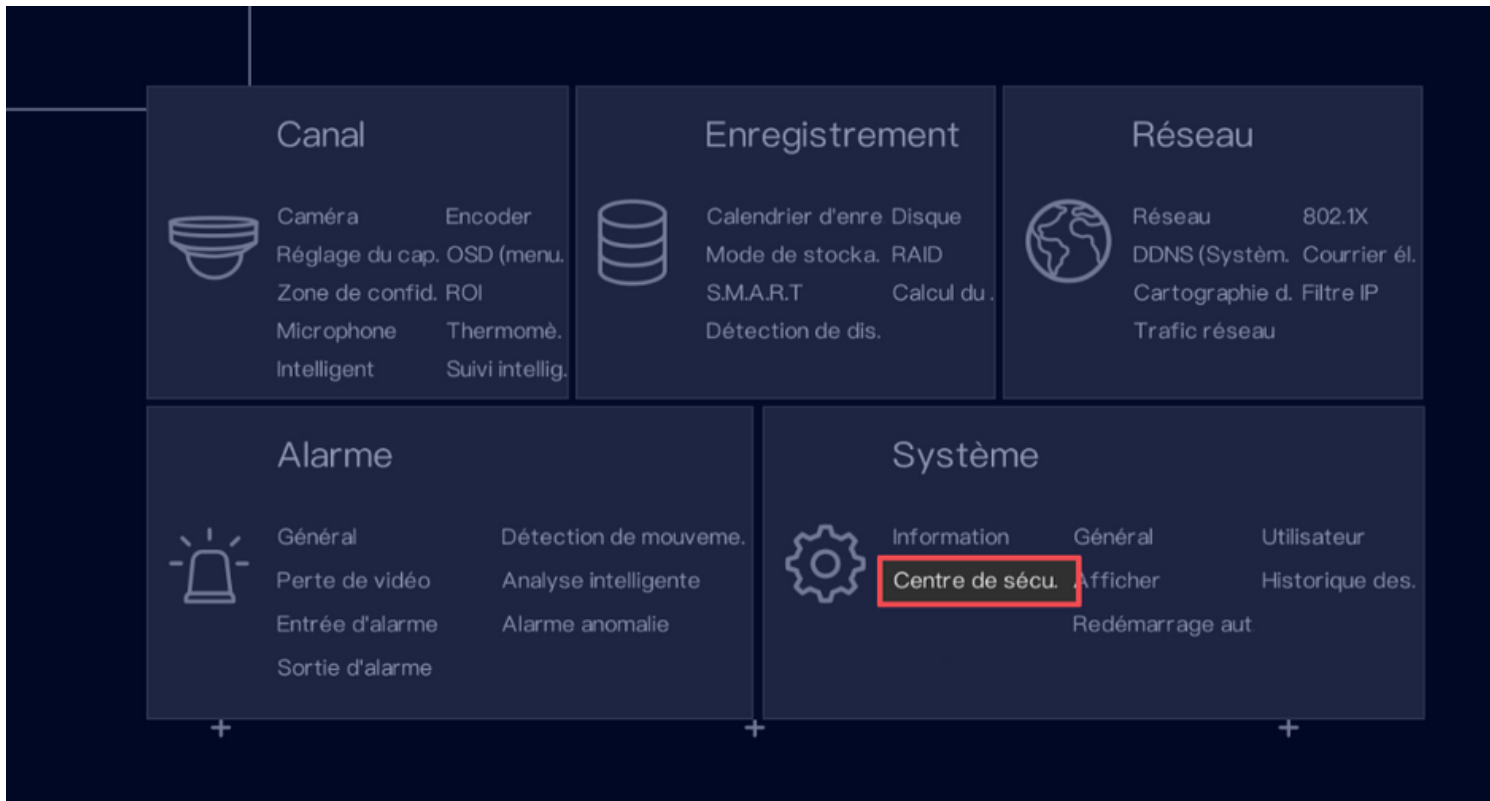 Canal
Caméra Encoder
Réglage du cap. OSD (menu.
Zone de confid. ROI
Microphone Thermomè.
Intelligent Suivi intellig.
Enregistrement
Calendrier d'enre Disque
Mode de stocka. RAID
S.M.A.R.T Calcul du .
Détection de dis.
Réseau
Réseau 802.1X
DDNS (Systèm. Courrier él.
Cartographie d. Filtre IP
Trafic réseau
Alarme
Général Détection de mouveme.
Perte de vidéo Analyse intelligente
Entrée d'alarme Alarme anomalie
Sortie d'alarme
Système
Information Général Utilisateur
Centre de sécu. Afficher Historique des.
Redémarrage aut